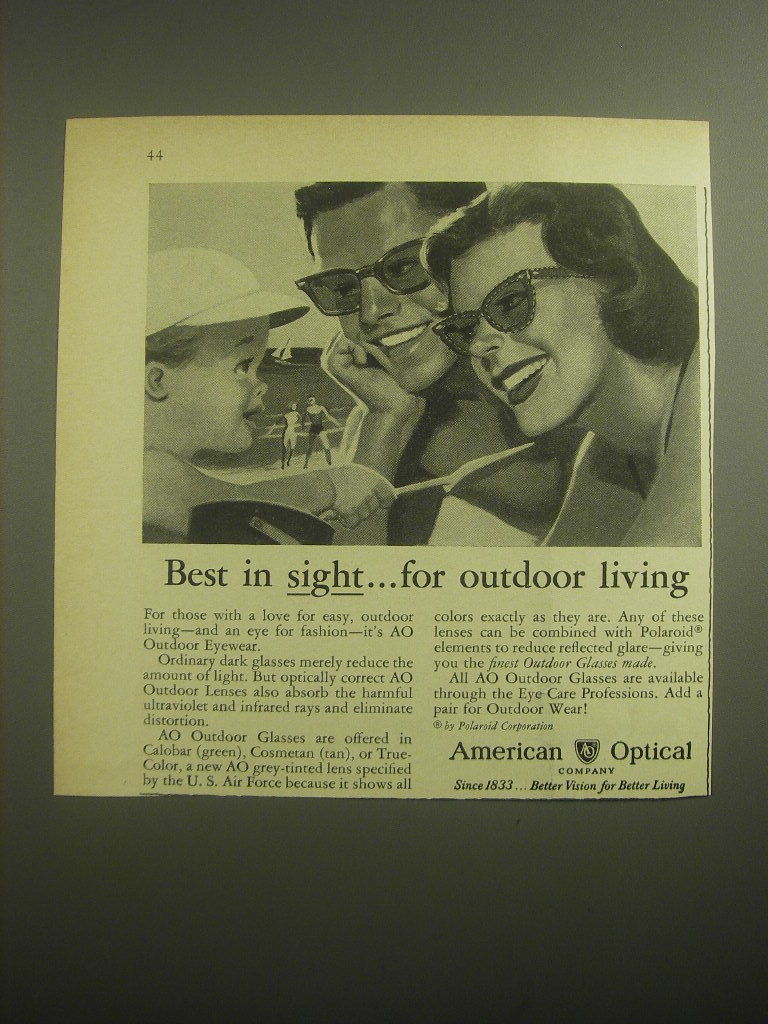 44
Best in sight...for outdoor living
For those with a love for easy, outdoor
living—and an eye for fashion—it's AO
Outdoor Eyewear.
Ordinary dark glasses merely reduce the
amount of light. But optically correct AO
Outdoor Lenses also absorb the harmful
ultraviolet and infrared rays and eliminate
distortion.
AO Outdoor Glasses are offered in
Calobar (green), Cosmetan (tan), or True-
Color, a new AO grey-tinted lens specified
by the U. S. Air Force because it shows all
colors exactly as they are. Any of these
lenses can be combined with Polaroid®
elements to reduce reflected glare—giving
you the finest Outdoor Glasses made.
All AO Outdoor Glasses are available
through the Eye Care Professions. Add a
pair for Outdoor Wear!
® by Polaroid Corporation
American AO Optical
COMPANY
Since 1833... Better Vision for Better Living